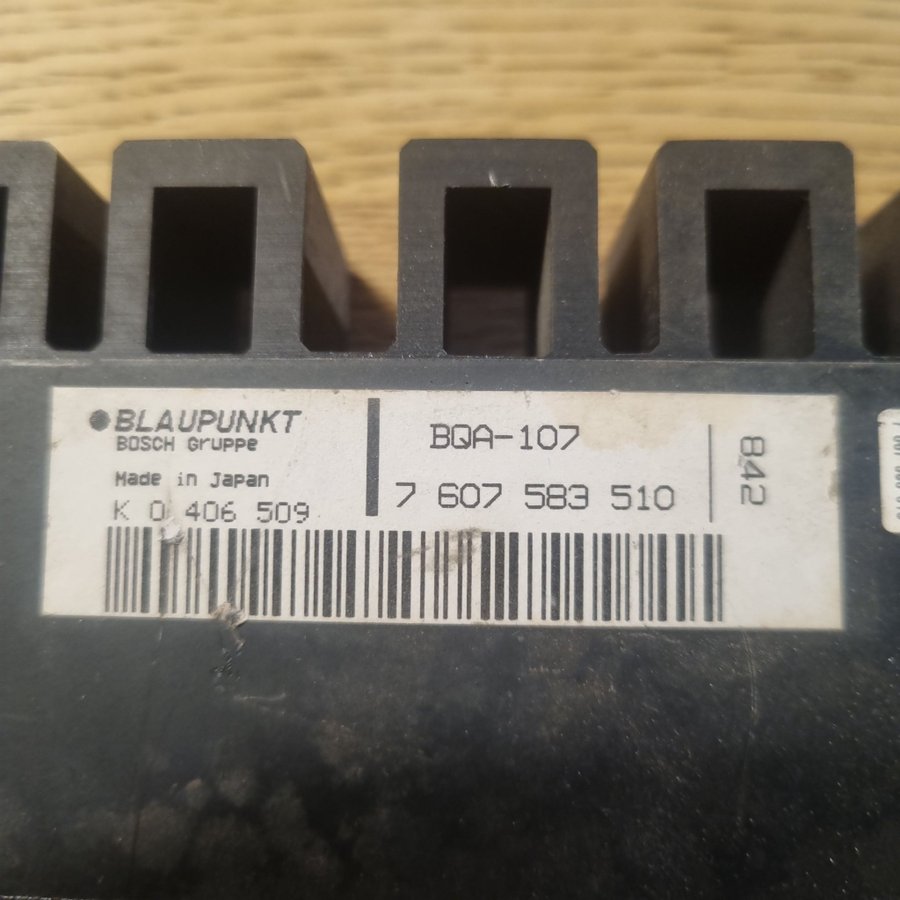 BLAUPUNKT
BOSCH Gruppe
Made in Japan
K 0 406 509
BQA-107
7 607 583 510
842